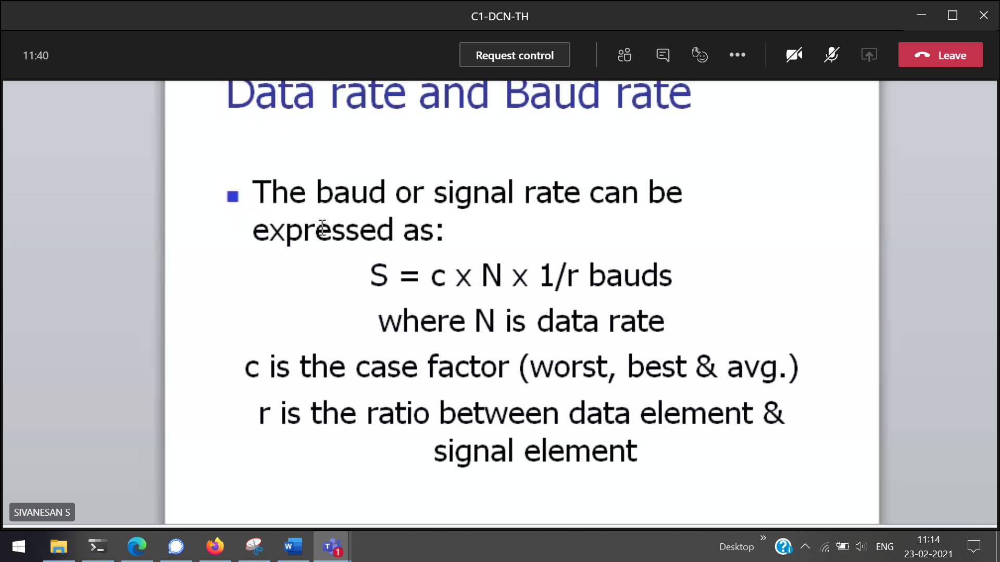 C1-DCN-TH
11:40
Request control
Leave
Data rate and Baud rate
The baud or signal rate can be
expressed as:
S = c x N x 1/r bauds
where N is data rate
c is the case factor (worst, best & avg.)
r is the ratio between data element &
signal element
SIVANESAN S
W
T
1
Desktop
»
?
i
ENG
11:14
23-02-2021